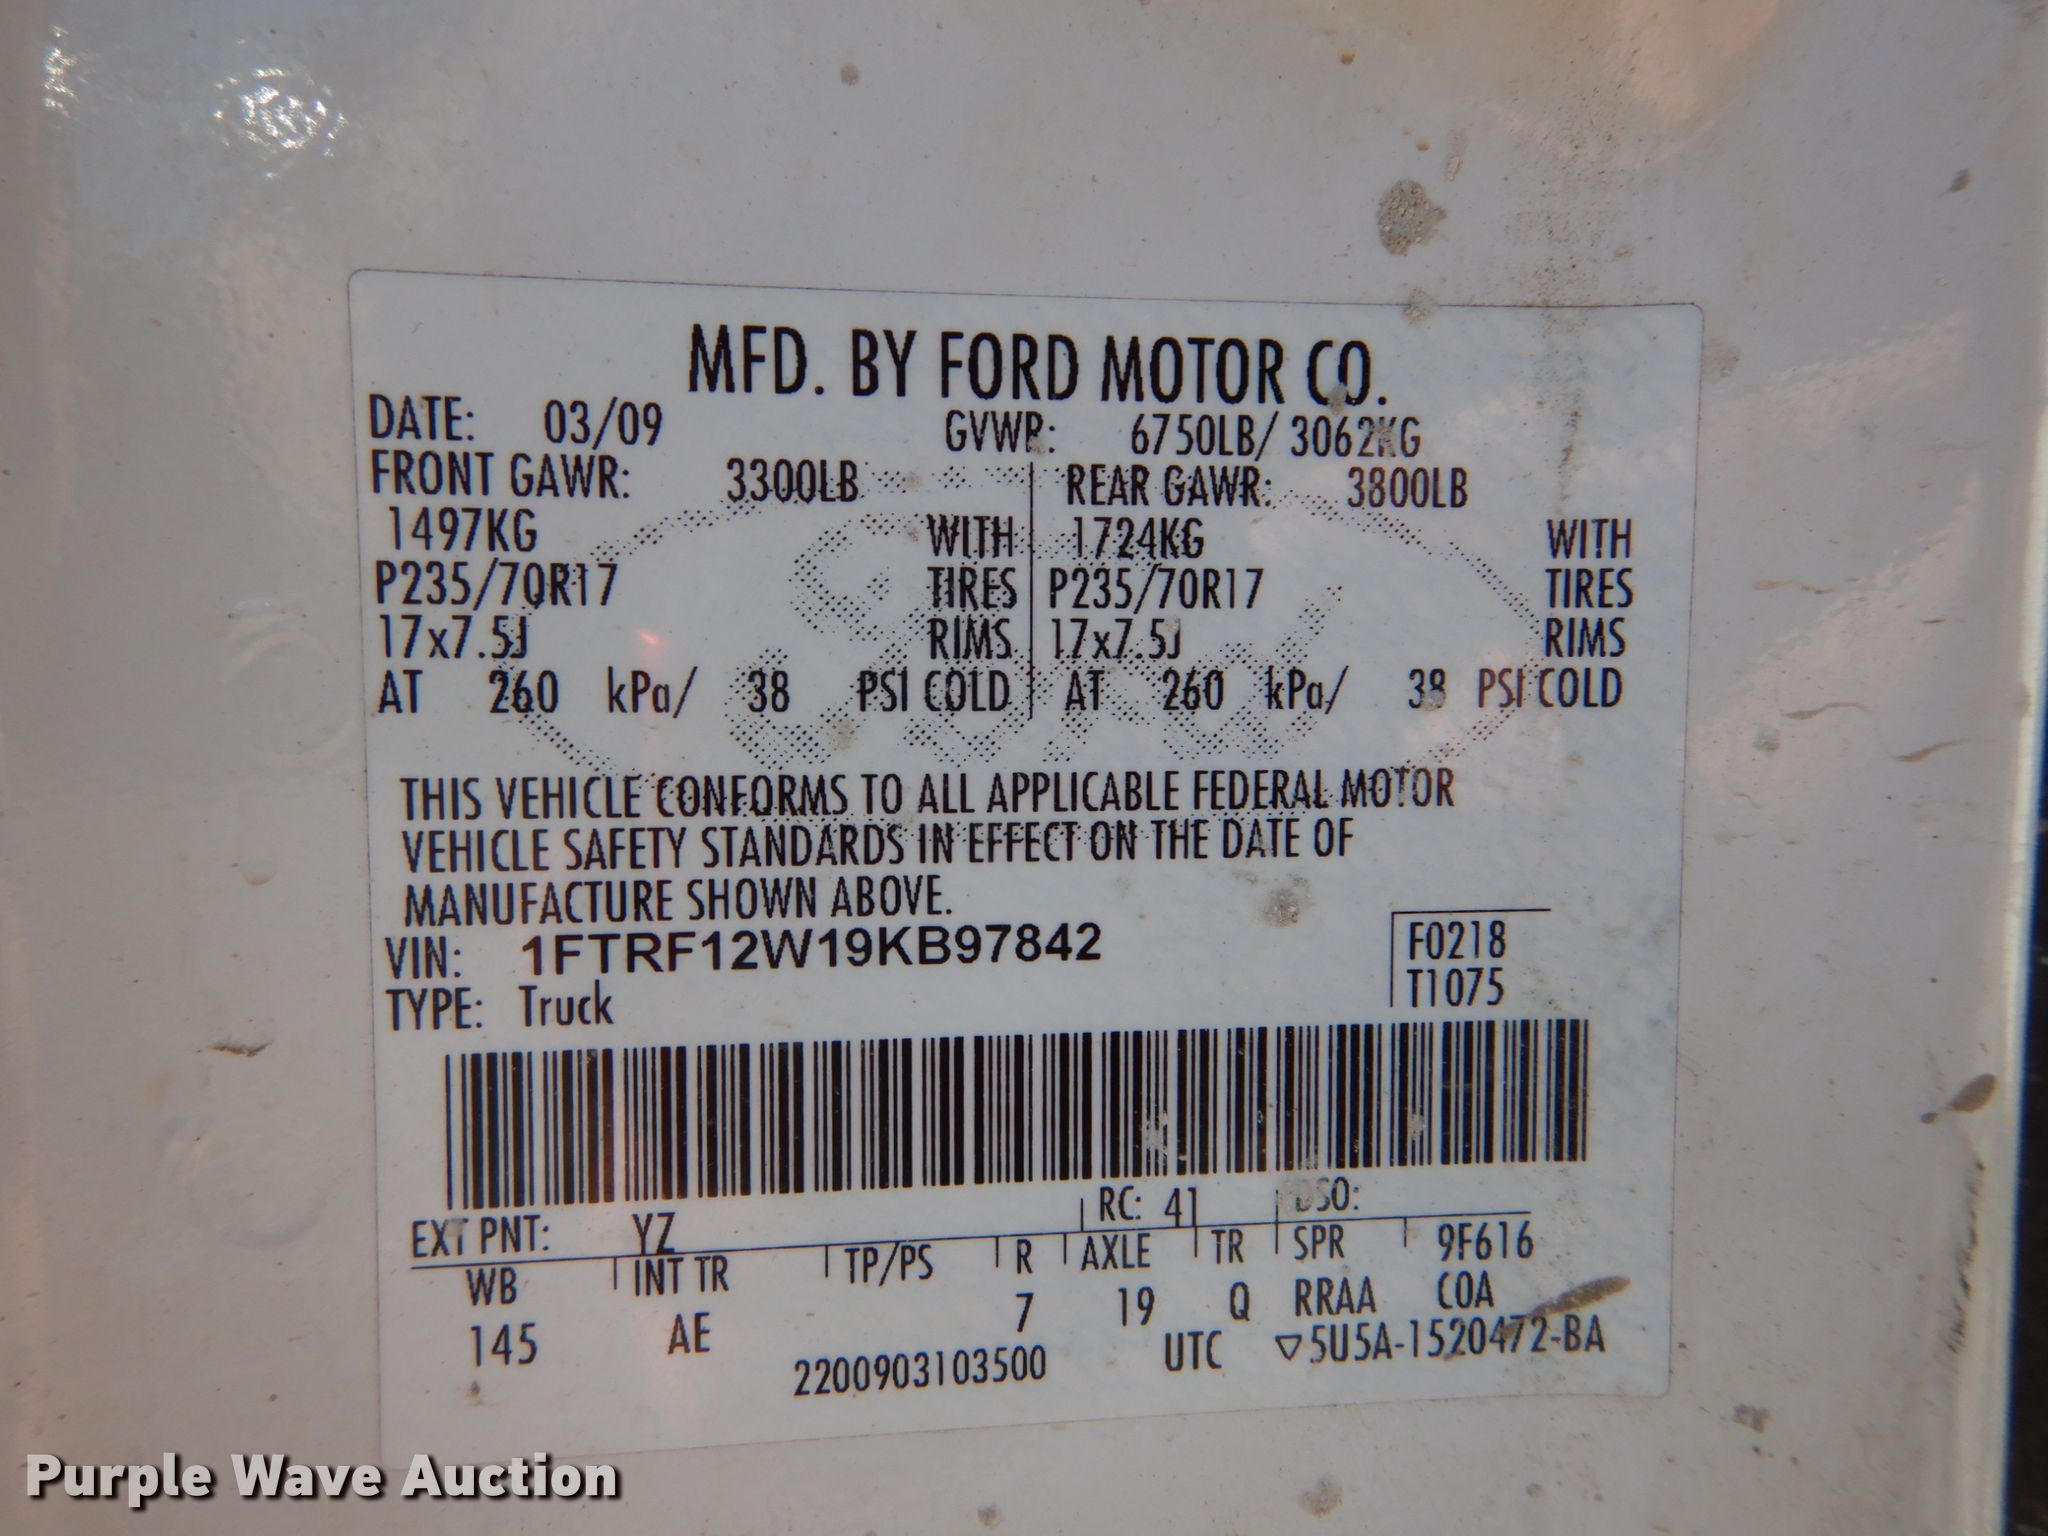 MFD. BY FORD MOTOR CO.
DATE: 03/09 GVWR: 6750LB/ 3062KG
FRONT GAWR: 3300LB REAR GAWR: 3800LB
1497KG WITH 1724KG WITH
P235/70R17 TIRES P235/70R17 TIRES
17x7.5J RIMS 17x7.5J RIMS
AT 260 kPa/ 38 PSI COLD AT 260 kPa/ 38 PSI COLD
THIS VEHICLE CONFORMS TO ALL APPLICABLE FEDERAL MOTOR
VEHICLE SAFETY STANDARDS IN EFFECT ON THE DATE OF
MANUFACTURE SHOWN ABOVE.
VIN: 1FTRF12W19KB97842 F0218
TYPE: Truck T1075
EXT PNT: YZ RC: 41 DSO:
WB INT TR TP/PS R AXLE TR SPR 9F616
145 AE 7 19 Q RRAA COA
2200903103500 UTC ▽5U5A-1520472-BA
Purple Wave Auction